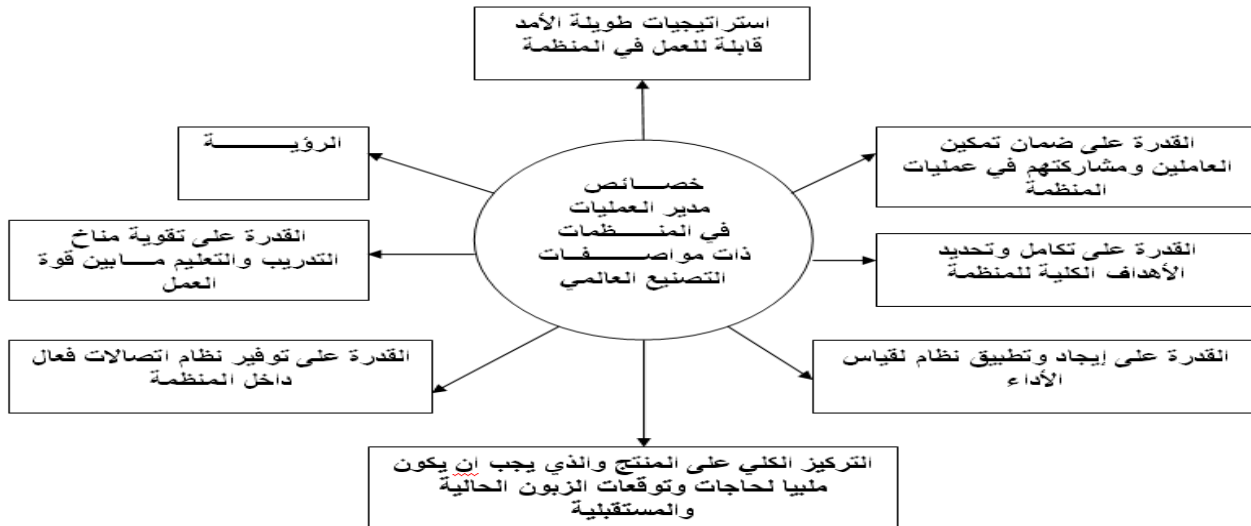 استراتيجيات طويلة الأمد
قابلة للعمل في المنظمة
القدرة على ضمان تمكين
العاملين ومشاركتهم في عمليات
المنظمة
الرؤيـــــــــــة
خصـــائص
مدير العمليات
في المنـــظمات
ذات مواصــفــات
التصنيع العالمي
القدرة على تقوية مناخ
التدريب والتعليم مــابين قوة
العمل
القدرة على تكامل وتحديد
الأهداف الكلية للمنظمة
القدرة على توفير نظام اتصالات فعال
داخل المنظمة
القدرة على إيجاد وتطبيق نظام لقياس
الأداء
التركيز الكلي على المنتج والذي يجب ان يكون
ملبيا لحاجات وتوقعات الزبون الحالية
والمستقبلية